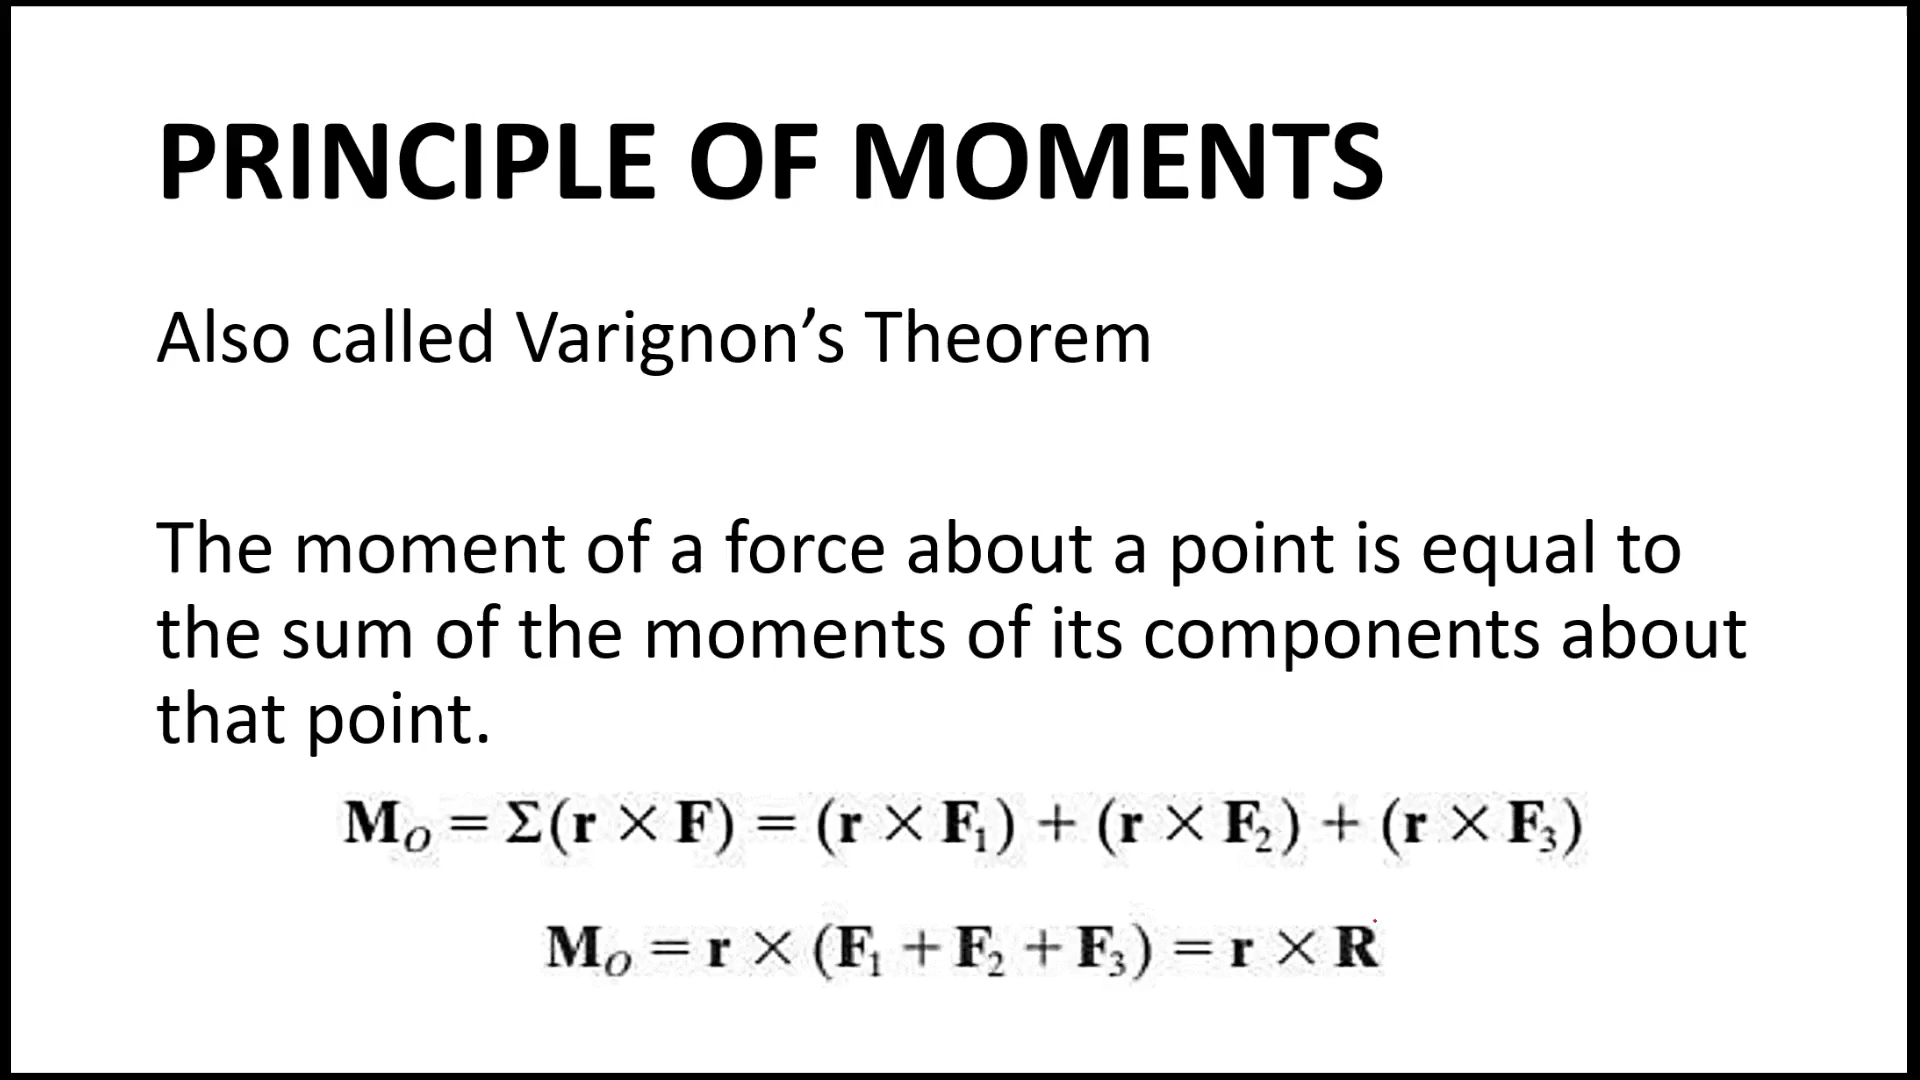 PRINCIPLE OF MOMENTS
Also called Varignon’s Theorem
The moment of a force about a point is equal to
the sum of the moments of its components about
that point.
M_O = Σ(r × F) = (r × F₁) + (r × F₂) + (r × F₃)
M_O = r × (F₁ + F₂ + F₃) = r × R